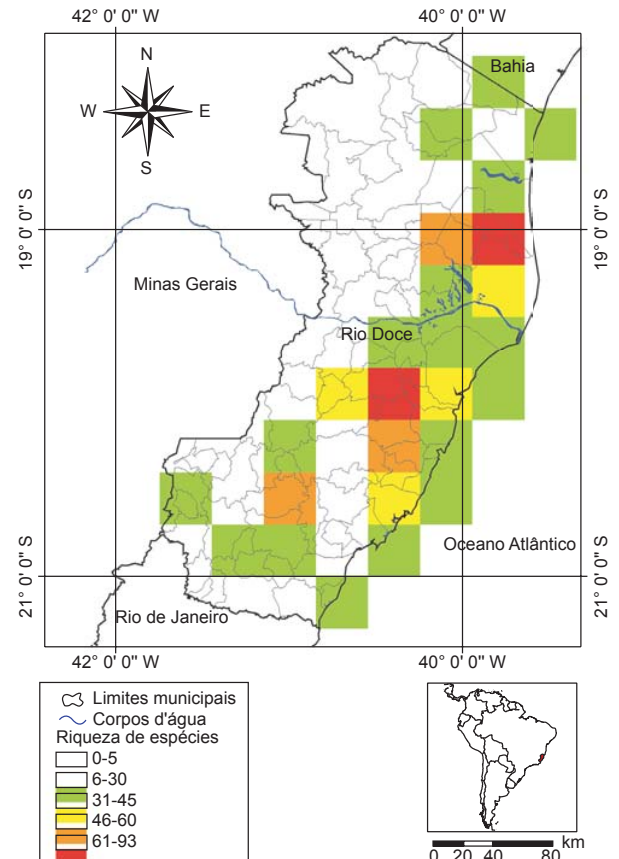 42° 0' 0" W 40° 0' 0" W
N
W E
S
Bahia
19° 0' 0" S 19° 0' 0" S
Minas Gerais
Rio Doce
Oceano Atlântico
21° 0' 0" S 21° 0' 0" S
Rio de Janeiro
42° 0' 0" W 40° 0' 0" W
Limites municipais
Corpos d'água
Riqueza de espécies
0-5
6-30
31-45
46-60
61-93
km
0 20 40 80